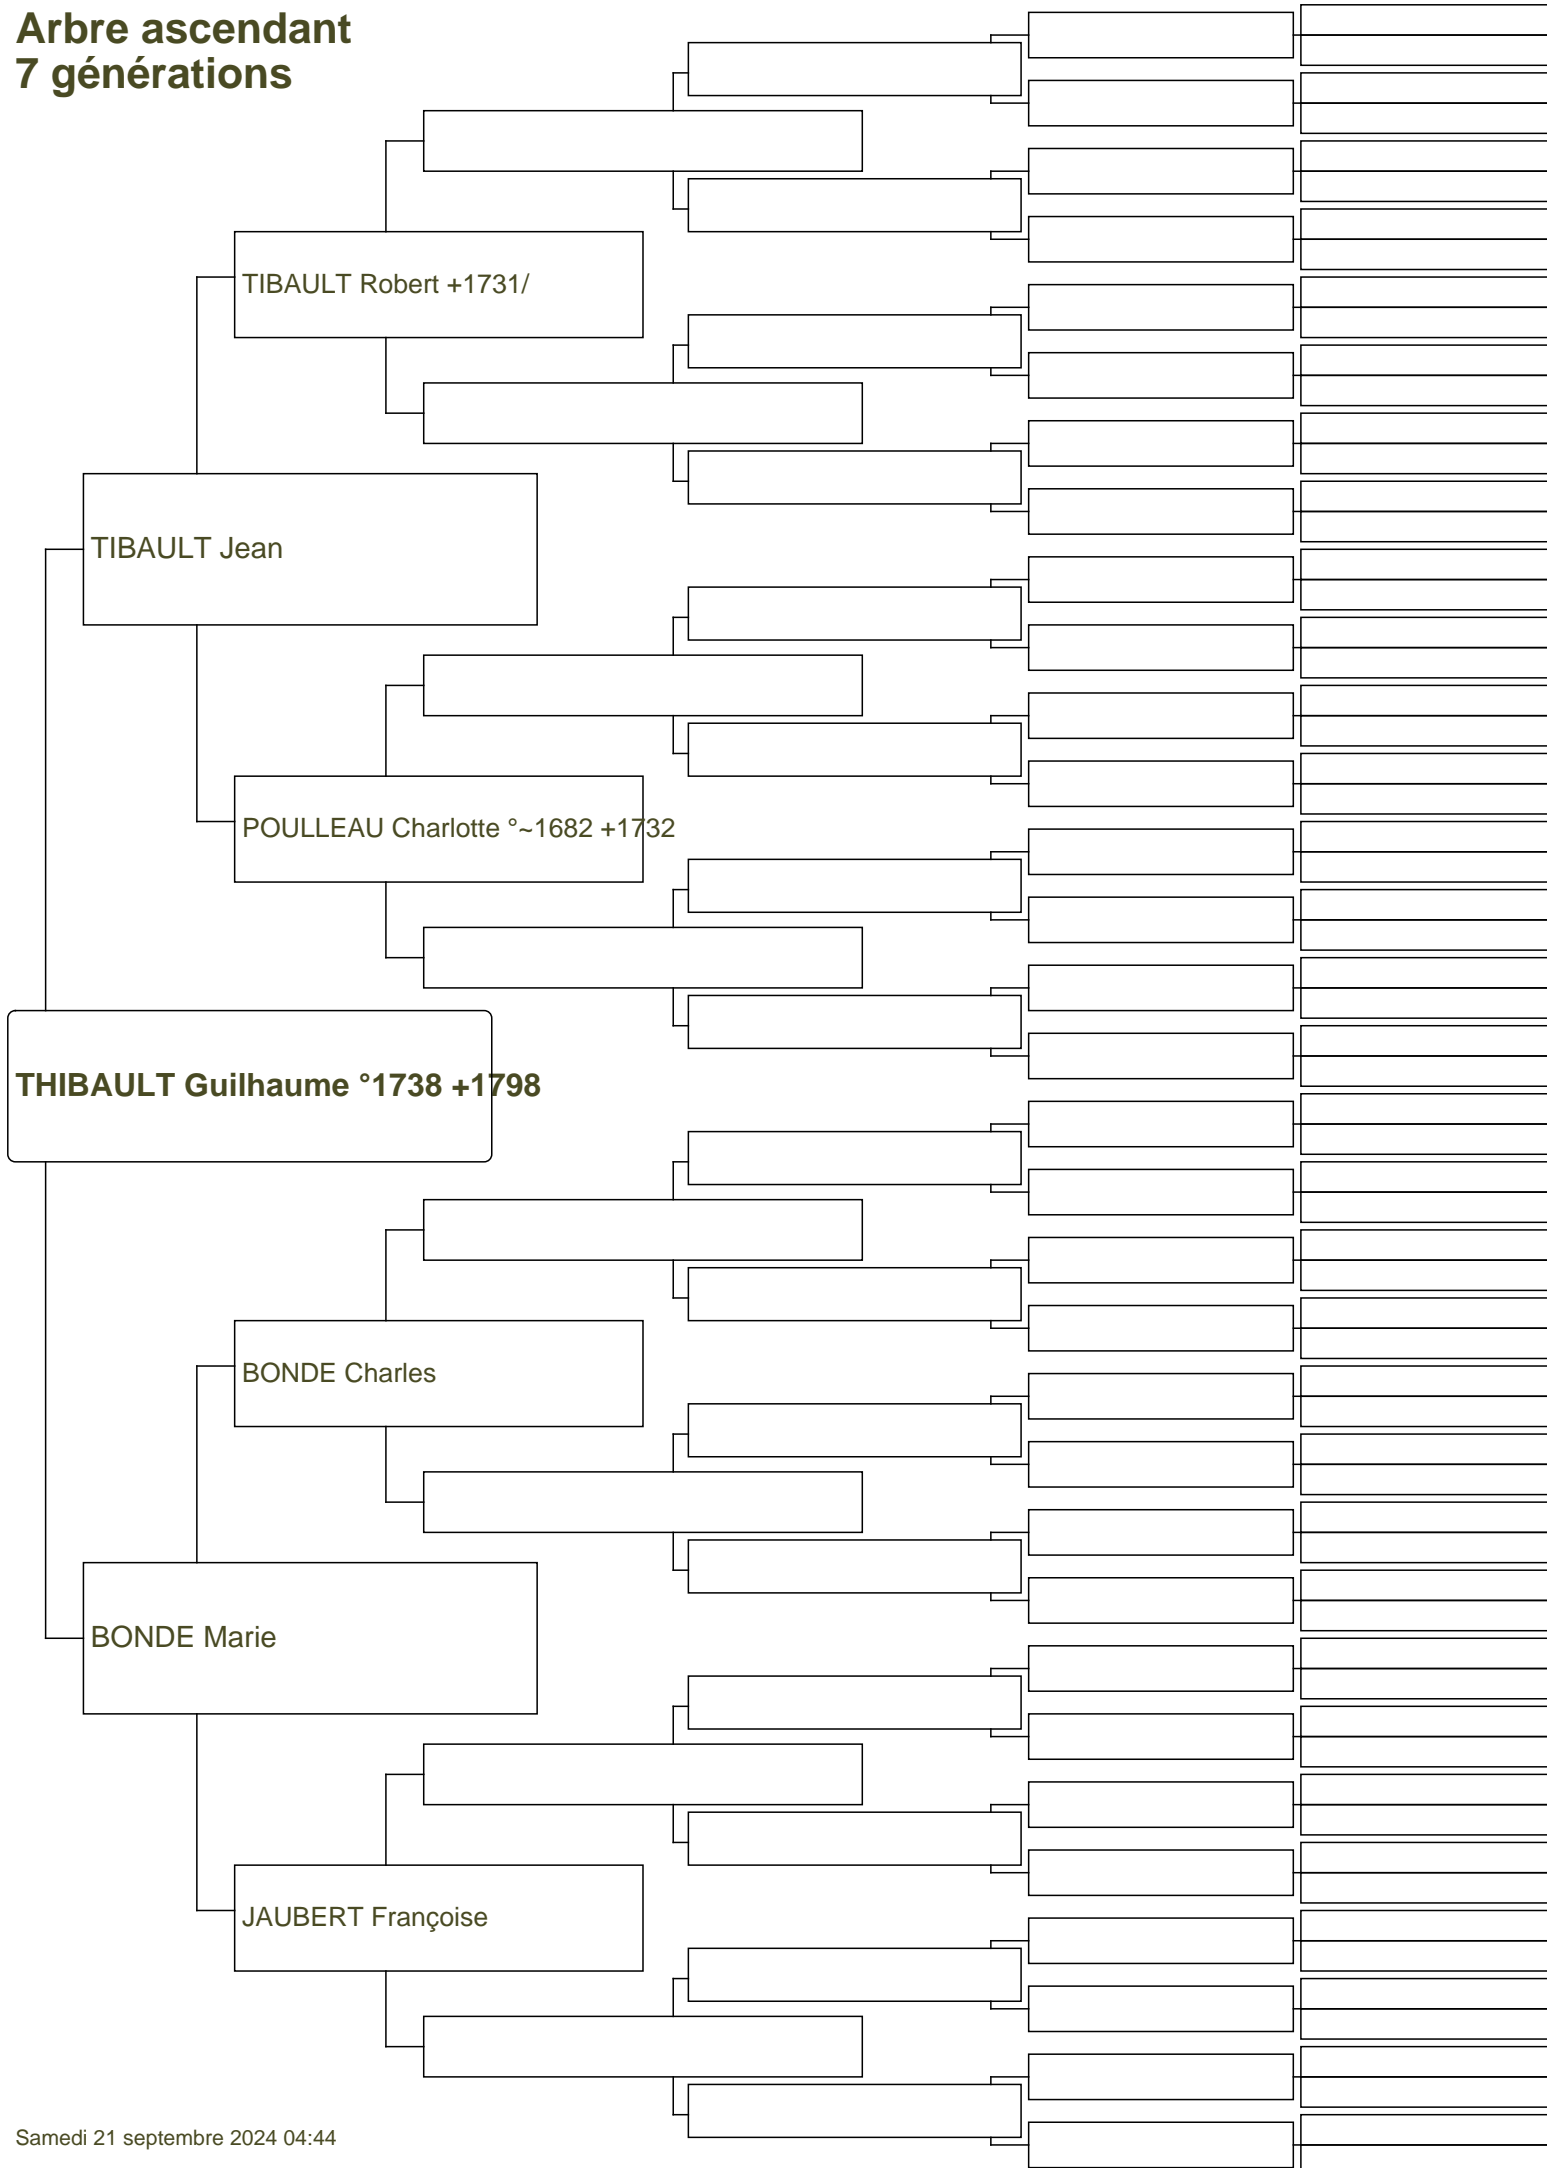 Arbre ascendant
7 générations
TIBAULT Robert +1731/
TIBAULT Jean
POULLEAU Charlotte °~1682 +1732
THIBAULT Guilhaume °1738 +1798
BONDE Charles
BONDE Marie
JAUBERT Françoise
Samedi 21 septembre 2024 04:44